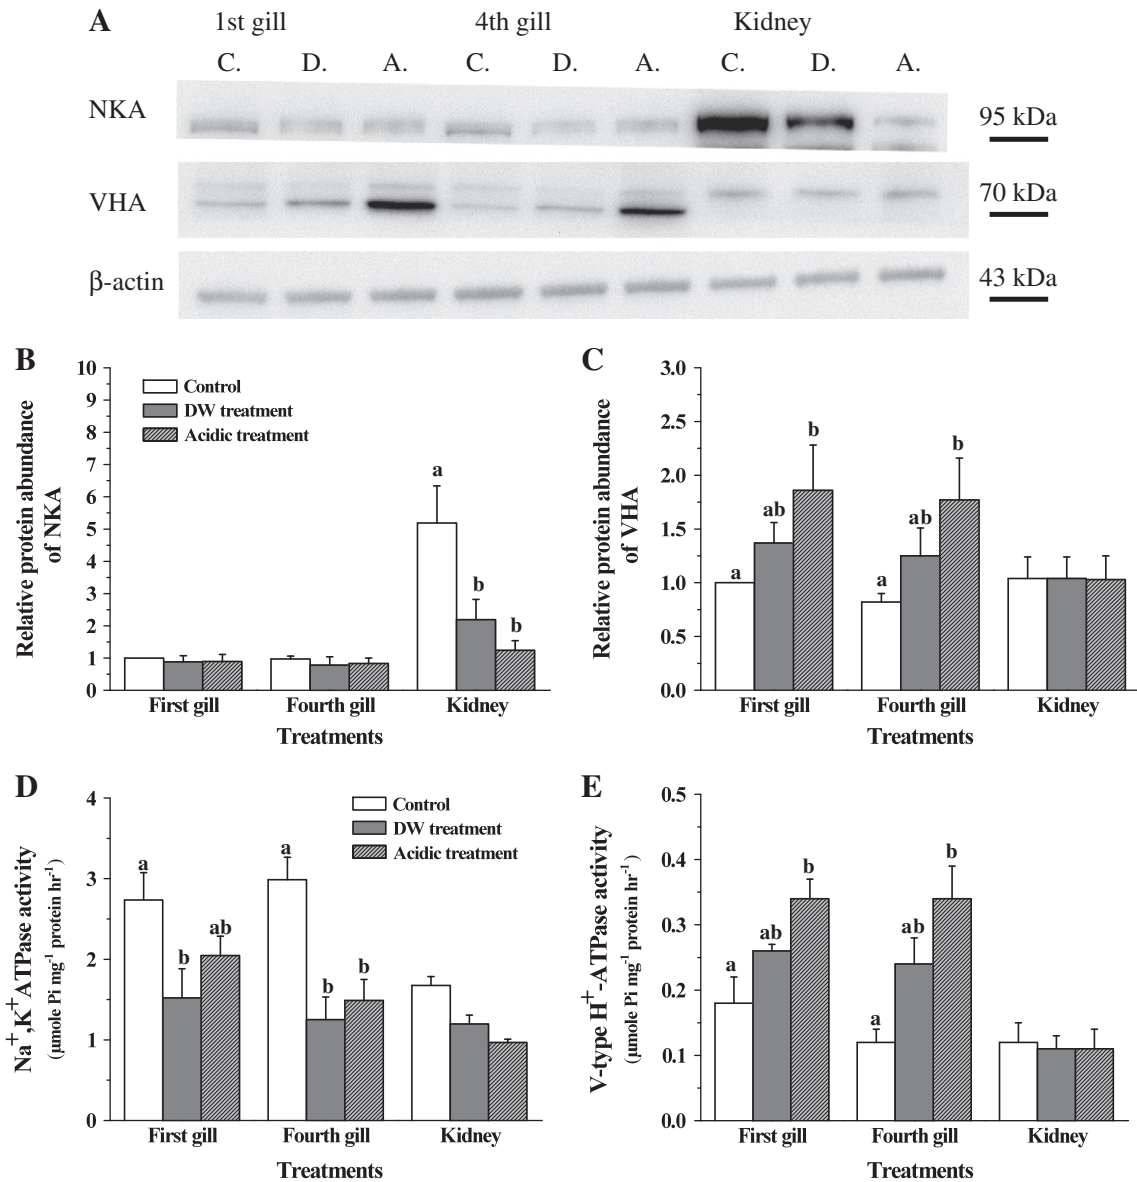 A 1st gill 4th gill Kidney
C. D. A. C. D. A. C. D. A.
NKA 95 kDa
VHA 70 kDa
β-actin 43 kDa
B
Relative protein abundance
of NKA
10
9
8
7
6
5
4
3
2
1
0
Control
DW treatment
Acidic treatment
a
b
b
First gill Fourth gill Kidney
Treatments
C
Relative protein abundance
of VHA
3.0
2.5
2.0
1.5
1.0
0.5
0.0
a ab b a ab b
First gill Fourth gill Kidney
Treatments
D
Na+,K+ATPase activity
(µmole Pi mg-1 protein hr-1)
4
3
2
1
0
Control
DW treatment
Acidic treatment
a b ab a b b
First gill Fourth gill Kidney
Treatments
E
V-type H+-ATPase activity
(µmole Pi mg-1 protein hr-1)
0.5
0.4
0.3
0.2
0.1
0.0
a ab b a ab b
First gill Fourth gill Kidney
Treatments